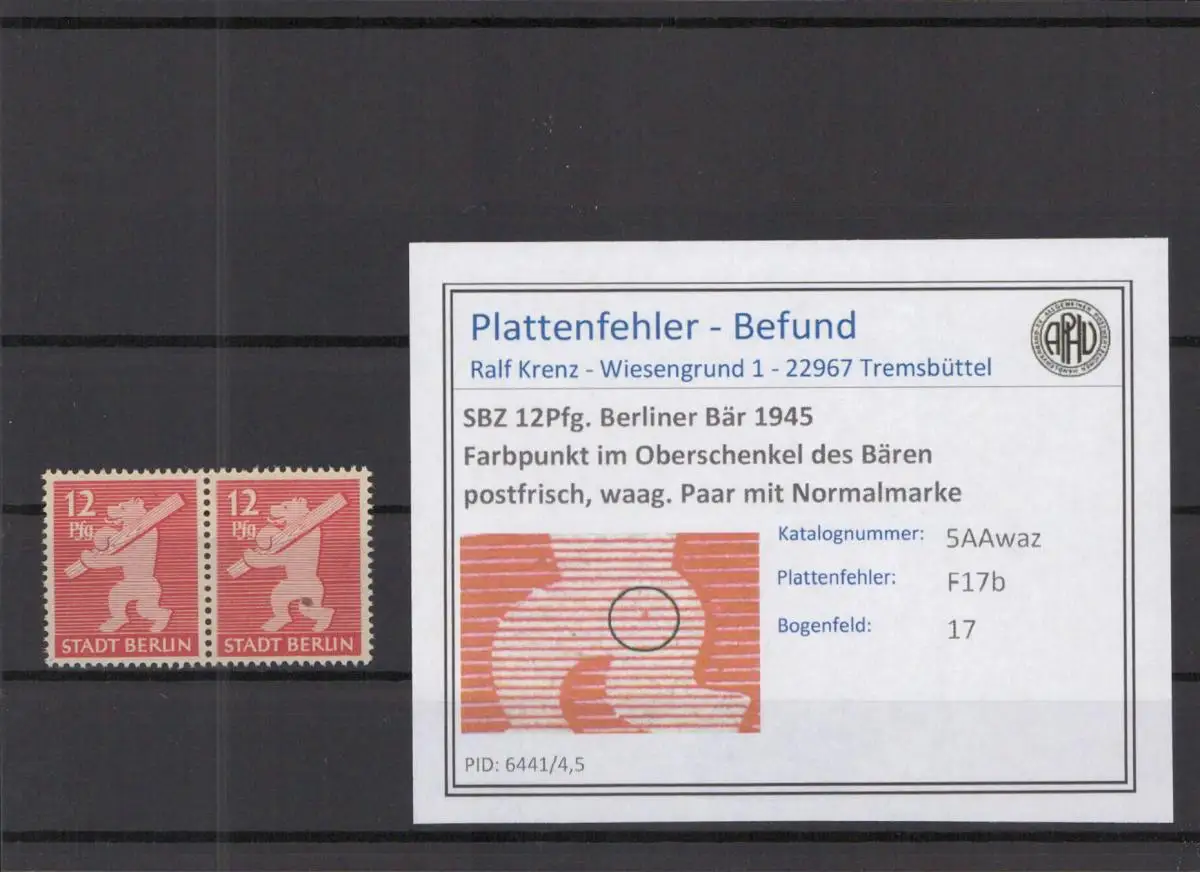 12
Pfg
STADT BERLIN
12
Pfg
STADT BERLIN
Plattenfehler - Befund
Ralf Krenz - Wiesengrund 1 - 22967 Tremsbüttel
APHV
SBZ 12Pfg. Berliner Bär 1945
Farbpunkt im Oberschenkel des Bären
postfrisch, waag. Paar mit Normalmarke
Katalognummer: 5AAwaz
Plattenfehler: F17b
Bogenfeld: 17
PID: 6441/4,5